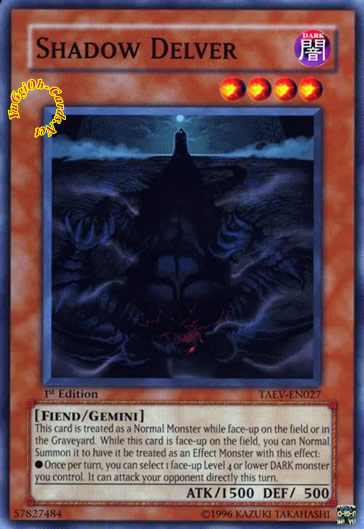 SHADOW DELVER
DARK
闇
YuGiOh-Cards.Net
1st Edition
TAEV-EN027
[FIEND/GEMINI]
This card is treated as a Normal Monster while face-up on the field or in
the Graveyard. While this card is face-up on the field, you can Normal
Summon it to have it be treated as an Effect Monster with this effect:
●Once per turn, you can select 1 face-up Level 4 or lower DARK monster
you control. It can attack your opponent directly this turn.
ATK/1500 DEF/ 500
57827484
©1996 KAZUKI TAKAHASHI